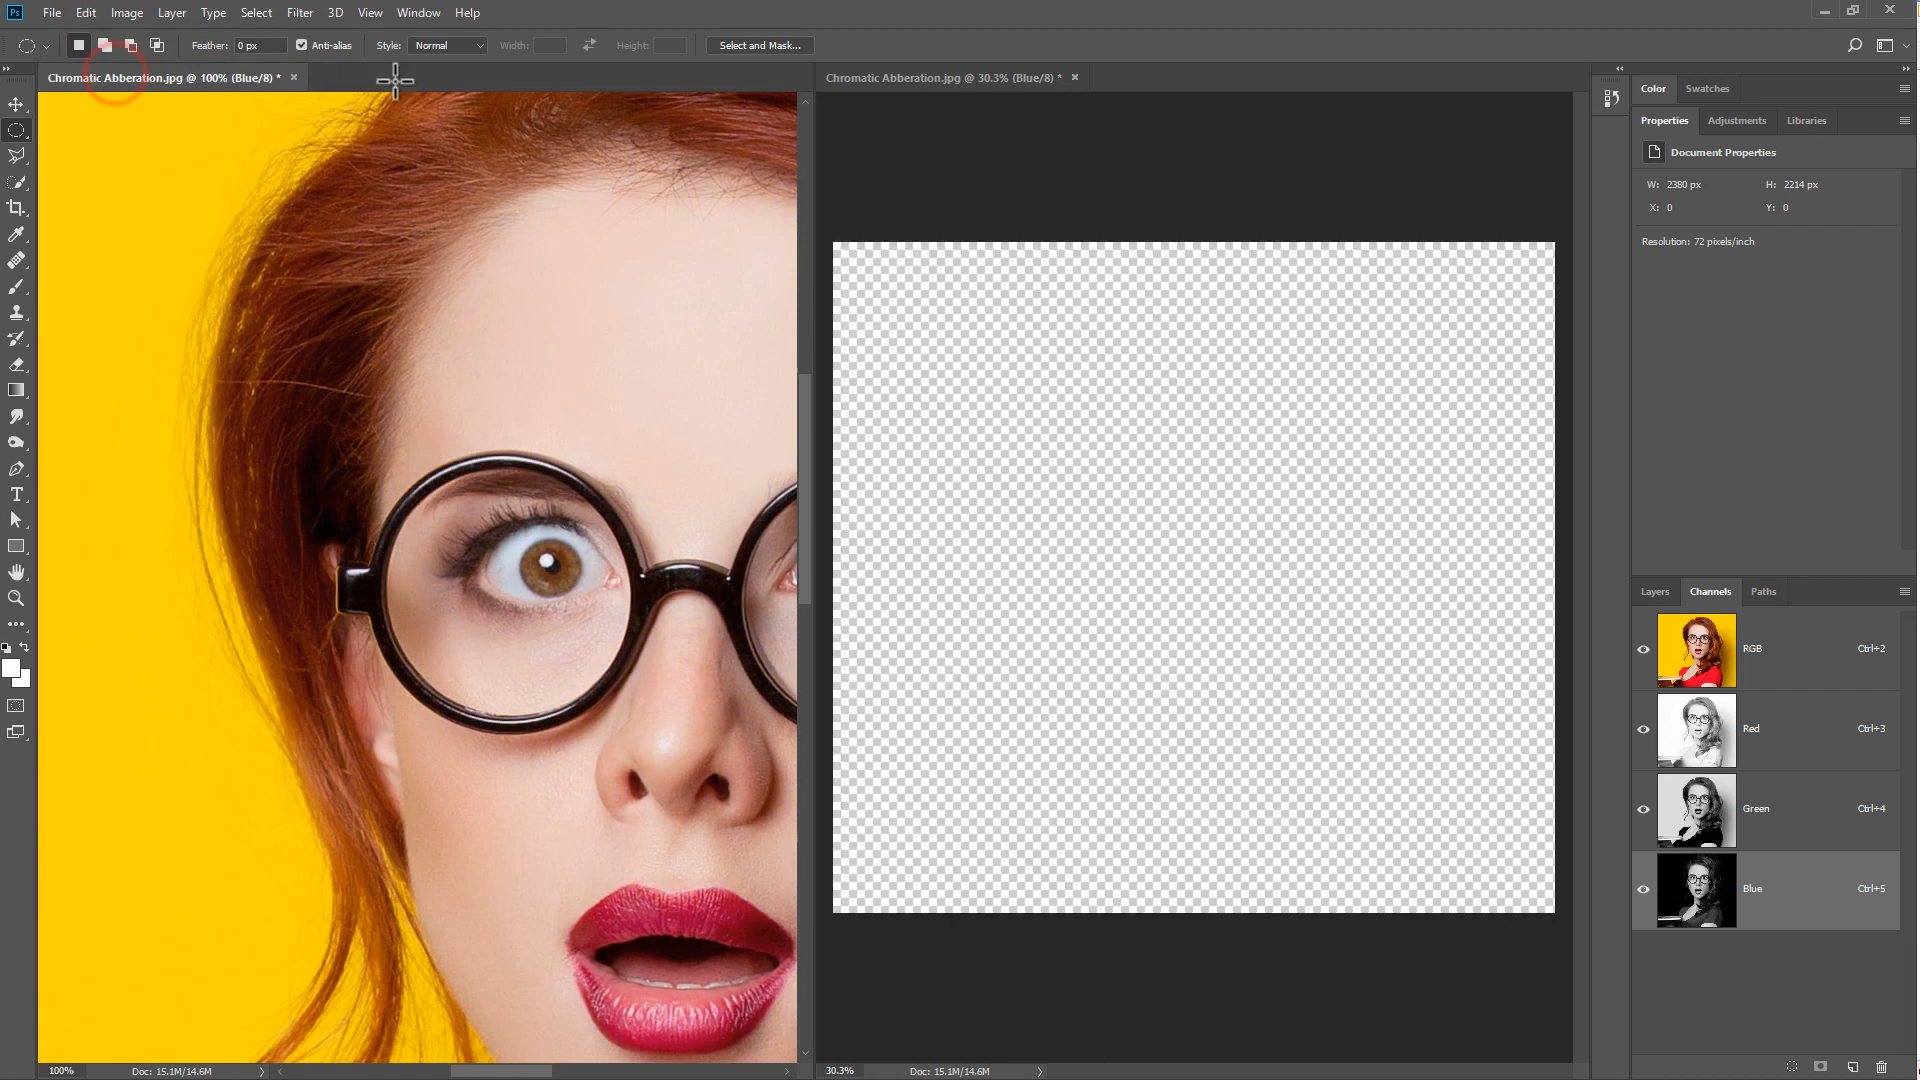 Ps File Edit Image Layer Type Select Filter 3D View Window Help
Feather: 0 px Anti-alias Style: Normal Width: Height: Select and Mask...
Chromatic Abberation.jpg @ 100% (Blue/8) * Chromatic Abberation.jpg @ 30.3% (Blue/8) *
Color Swatches
Properties Adjustments Libraries
Document Properties
W: 2380 px H: 2214 px
X: 0 Y: 0
Resolution: 72 pixels/inch
Layers Channels Paths
RGB Ctrl+2
Red Ctrl+3
Green Ctrl+4
Blue Ctrl+5
100% Doc: 15.1M/14.6M 30.3% Doc: 15.1M/14.6M